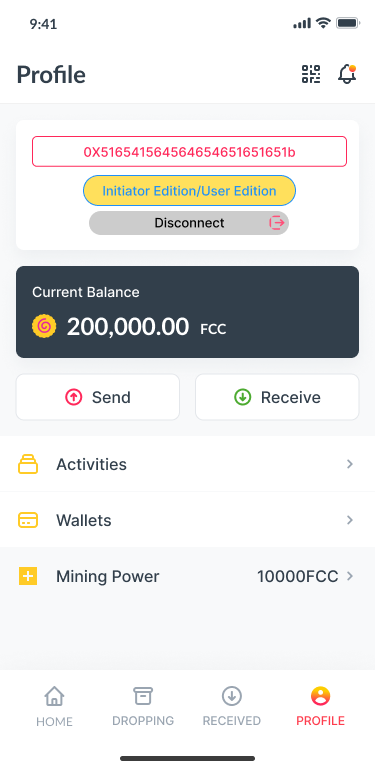 9:41
Profile
0X516541564564654651651651b
Initiator Edition/User Edition
Disconnect
Current Balance
200,000.00 FCC
Send
Receive
Activities
Wallets
Mining Power 10000FCC
HOME DROPPING RECEIVED PROFILE